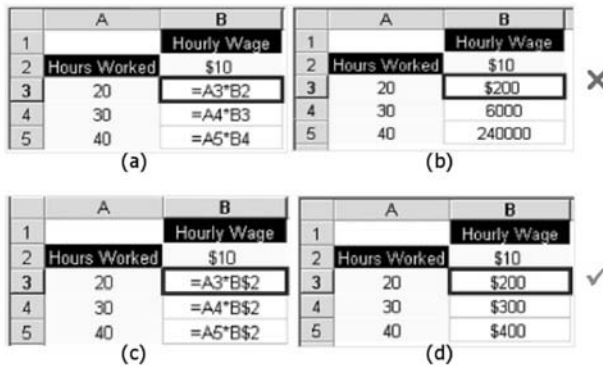 A B
1 Hourly Wage
2 Hours Worked $10
3 20 =A3*B2
4 30 =A4*B3
5 40 =A5*B4
(a)
A B
1 Hourly Wage
2 Hours Worked $10
3 20 $200
4 30 6000
5 40 240000
(b)
A B
1 Hourly Wage
2 Hours Worked $10
3 20 =A3*B$2
4 30 =A4*B$2
5 40 =A5*B$2
(c)
A B
1 Hourly Wage
2 Hours Worked $10
3 20 $200
4 30 $300
5 40 $400
(d)